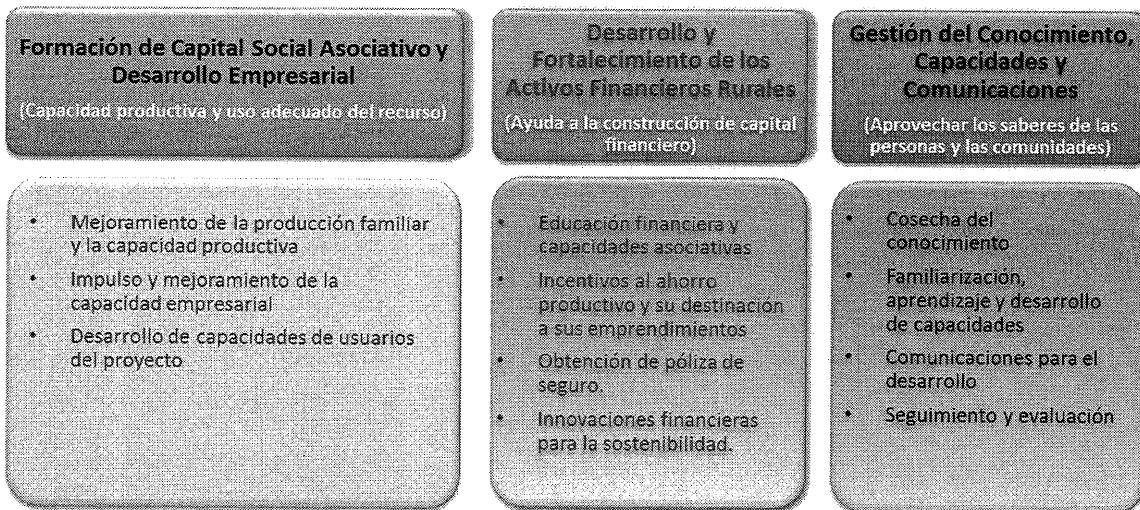 Formación de Capital Social Asociativo y
Desarrollo Empresarial
(Capacidad productiva y uso adecuado del recurso)
• Mejoramiento de la producción familiar
y la capacidad productiva
• Impulso y mejoramiento de la
capacidad empresarial
• Desarrollo de capacidades de usuarios
del proyecto
Desarrollo y
Fortalecimiento de los
Activos Financieros Rurales
(Ayuda a la construcción de capital
financiero)
• Educación financiera y
capacidades asociativas
• Incentivos al ahorro
productivo y su destinación
a sus emprendimientos
• Obtención de póliza de
seguro.
• Innovaciones financieras
para la sostenibilidad.
Gestión del Conocimiento,
Capacidades y
Comunicaciones
(Aprovechar los saberes de las
personas y las comunidades)
• Cosecha del
conocimiento
• Familiarización,
aprendizaje y desarrollo
de capacidades
• Comunicaciones para el
desarrollo
• Seguimiento y evaluación